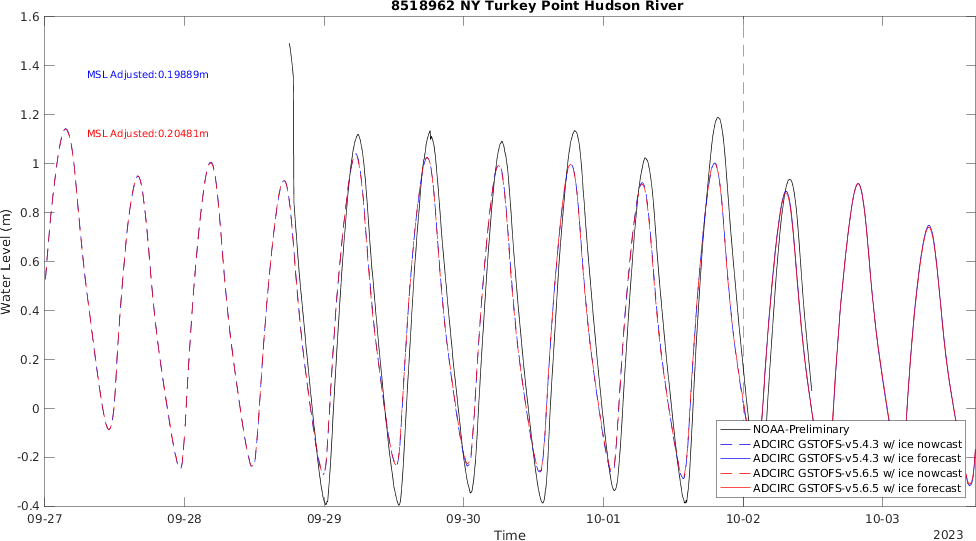 8518962 NY Turkey Point Hudson River
1.6
1.4
1.2
1
0.8
0.6
0.4
0.2
0
-0.2
-0.4
Water Level (m)
MSL Adjusted:0.19889m
MSL Adjusted:0.20481m
NOAA-Preliminary
ADCIRC GSTOFS-v5.4.3 w/ ice nowcast
ADCIRC GSTOFS-v5.4.3 w/ ice forecast
ADCIRC GSTOFS-v5.6.5 w/ ice nowcast
ADCIRC GSTOFS-v5.6.5 w/ ice forecast
09-27 09-28 09-29 09-30 10-01 10-02 10-03
Time
2023